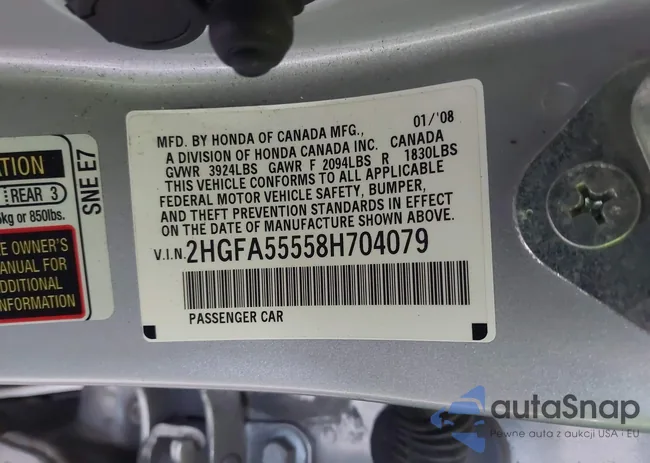 MFD. BY HONDA OF CANADA MFG., 01/'08
A DIVISION OF HONDA CANADA INC. CANADA
GVWR 3924LBS GAWR F 2094LBS R 1830LBS
THIS VEHICLE CONFORMS TO ALL APPLICABLE
FEDERAL MOTOR VEHICLE SAFETY, BUMPER,
AND THEFT PREVENTION STANDARDS IN EFFECT
ON THE DATE OF MANUFACTURE SHOWN ABOVE.
V.I.N. 2HGFA55558H704079
PASSENGER CAR
ATION
REAR 3
kg or 850lbs.
SNE E7
E OWNER'S
ANUAL FOR
DDITIONAL
NFORMATION
autaSnap
Pewne auta z aukcji USA i EU